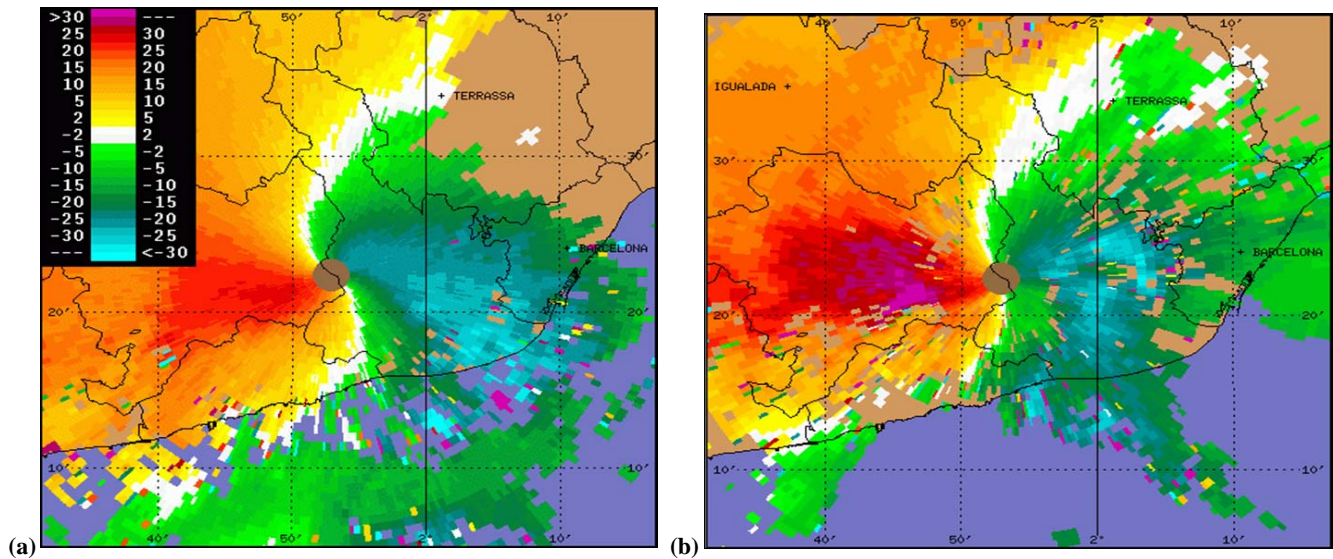 >30 ---
25 30
20 25
15 20
10 15
5 10
2 5
-2 2
-5 -2
-10 -5
-15 -10
-20 -15
-25 -20
-30 -25
--- <-30
50' 2 10'
+ TERRASSA
30'
+ BARCELONA
20'
10' 10'
40' 50' 2 10'
(a)
40' 50' 2 10'
IGUALADA +
+ TERRASSA
30' 30'
+ BARCELONA
20' 20'
10' 10'
40' 50' 2 10'
(b)